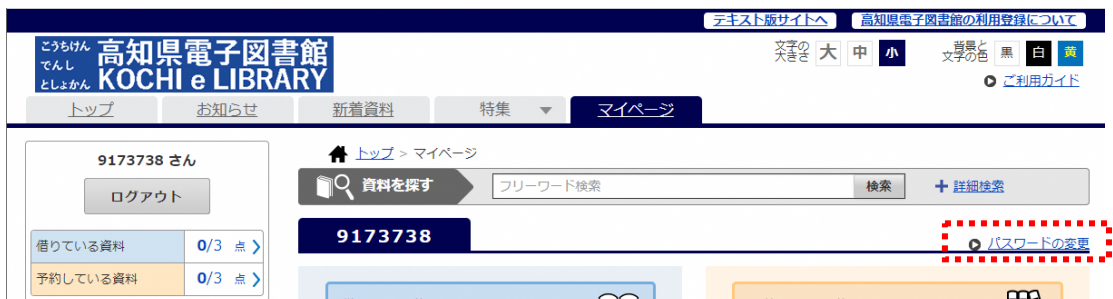 テキスト版サイトへ 高知県電子図書館の利用登録について
こうちけん
でんし
としょかん
高知県電子図書館
KOCHI e LIBRARY
文字の
大きさ 大 中 小
背景と
文字の色 黒 白 黄
ご利用ガイド
トップ お知らせ 新着資料 特集 ▼ マイページ
9173738 さん
ログアウト
借りている資料 0/3 点
予約している資料 0/3 点
トップ > マイページ
資料を探す フリーワード検索 検索 + 詳細検索
9173738
パスワードの変更